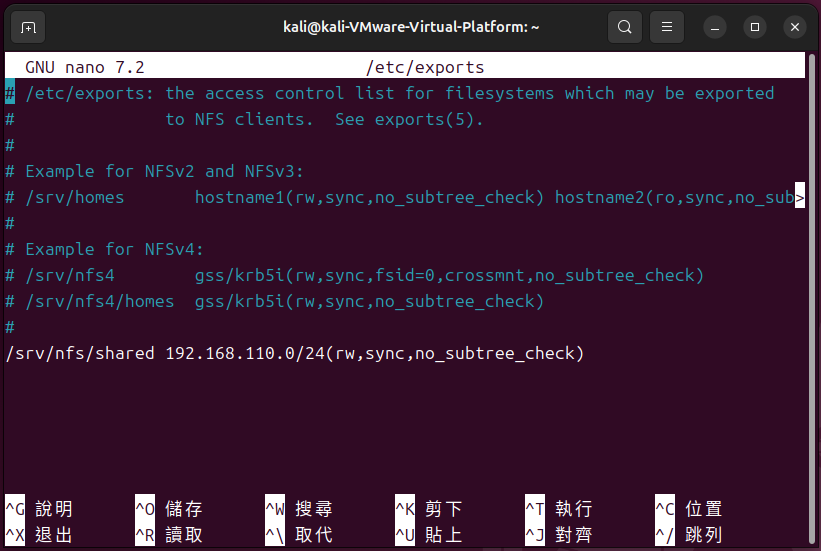 kali@kali-VMware-Virtual-Platform: ~
GNU nano 7.2 /etc/exports
# /etc/exports: the access control list for filesystems which may be exported
# to NFS clients. See exports(5).
#
# Example for NFSv2 and NFSv3:
# /srv/homes hostname1(rw,sync,no_subtree_check) hostname2(ro,sync,no_sub>
#
# Example for NFSv4:
# /srv/nfs4 gss/krb5i(rw,sync,fsid=0,crossmnt,no_subtree_check)
# /srv/nfs4/homes gss/krb5i(rw,sync,no_subtree_check)
#
/srv/nfs/shared 192.168.110.0/24(rw,sync,no_subtree_check)
^G 說明 ^O 儲存 ^W 搜尋 ^K 剪下 ^T 執行 ^C 位置
^X 退出 ^R 讀取 ^\ 取代 ^U 貼上 ^J 對齊 ^/ 跳列